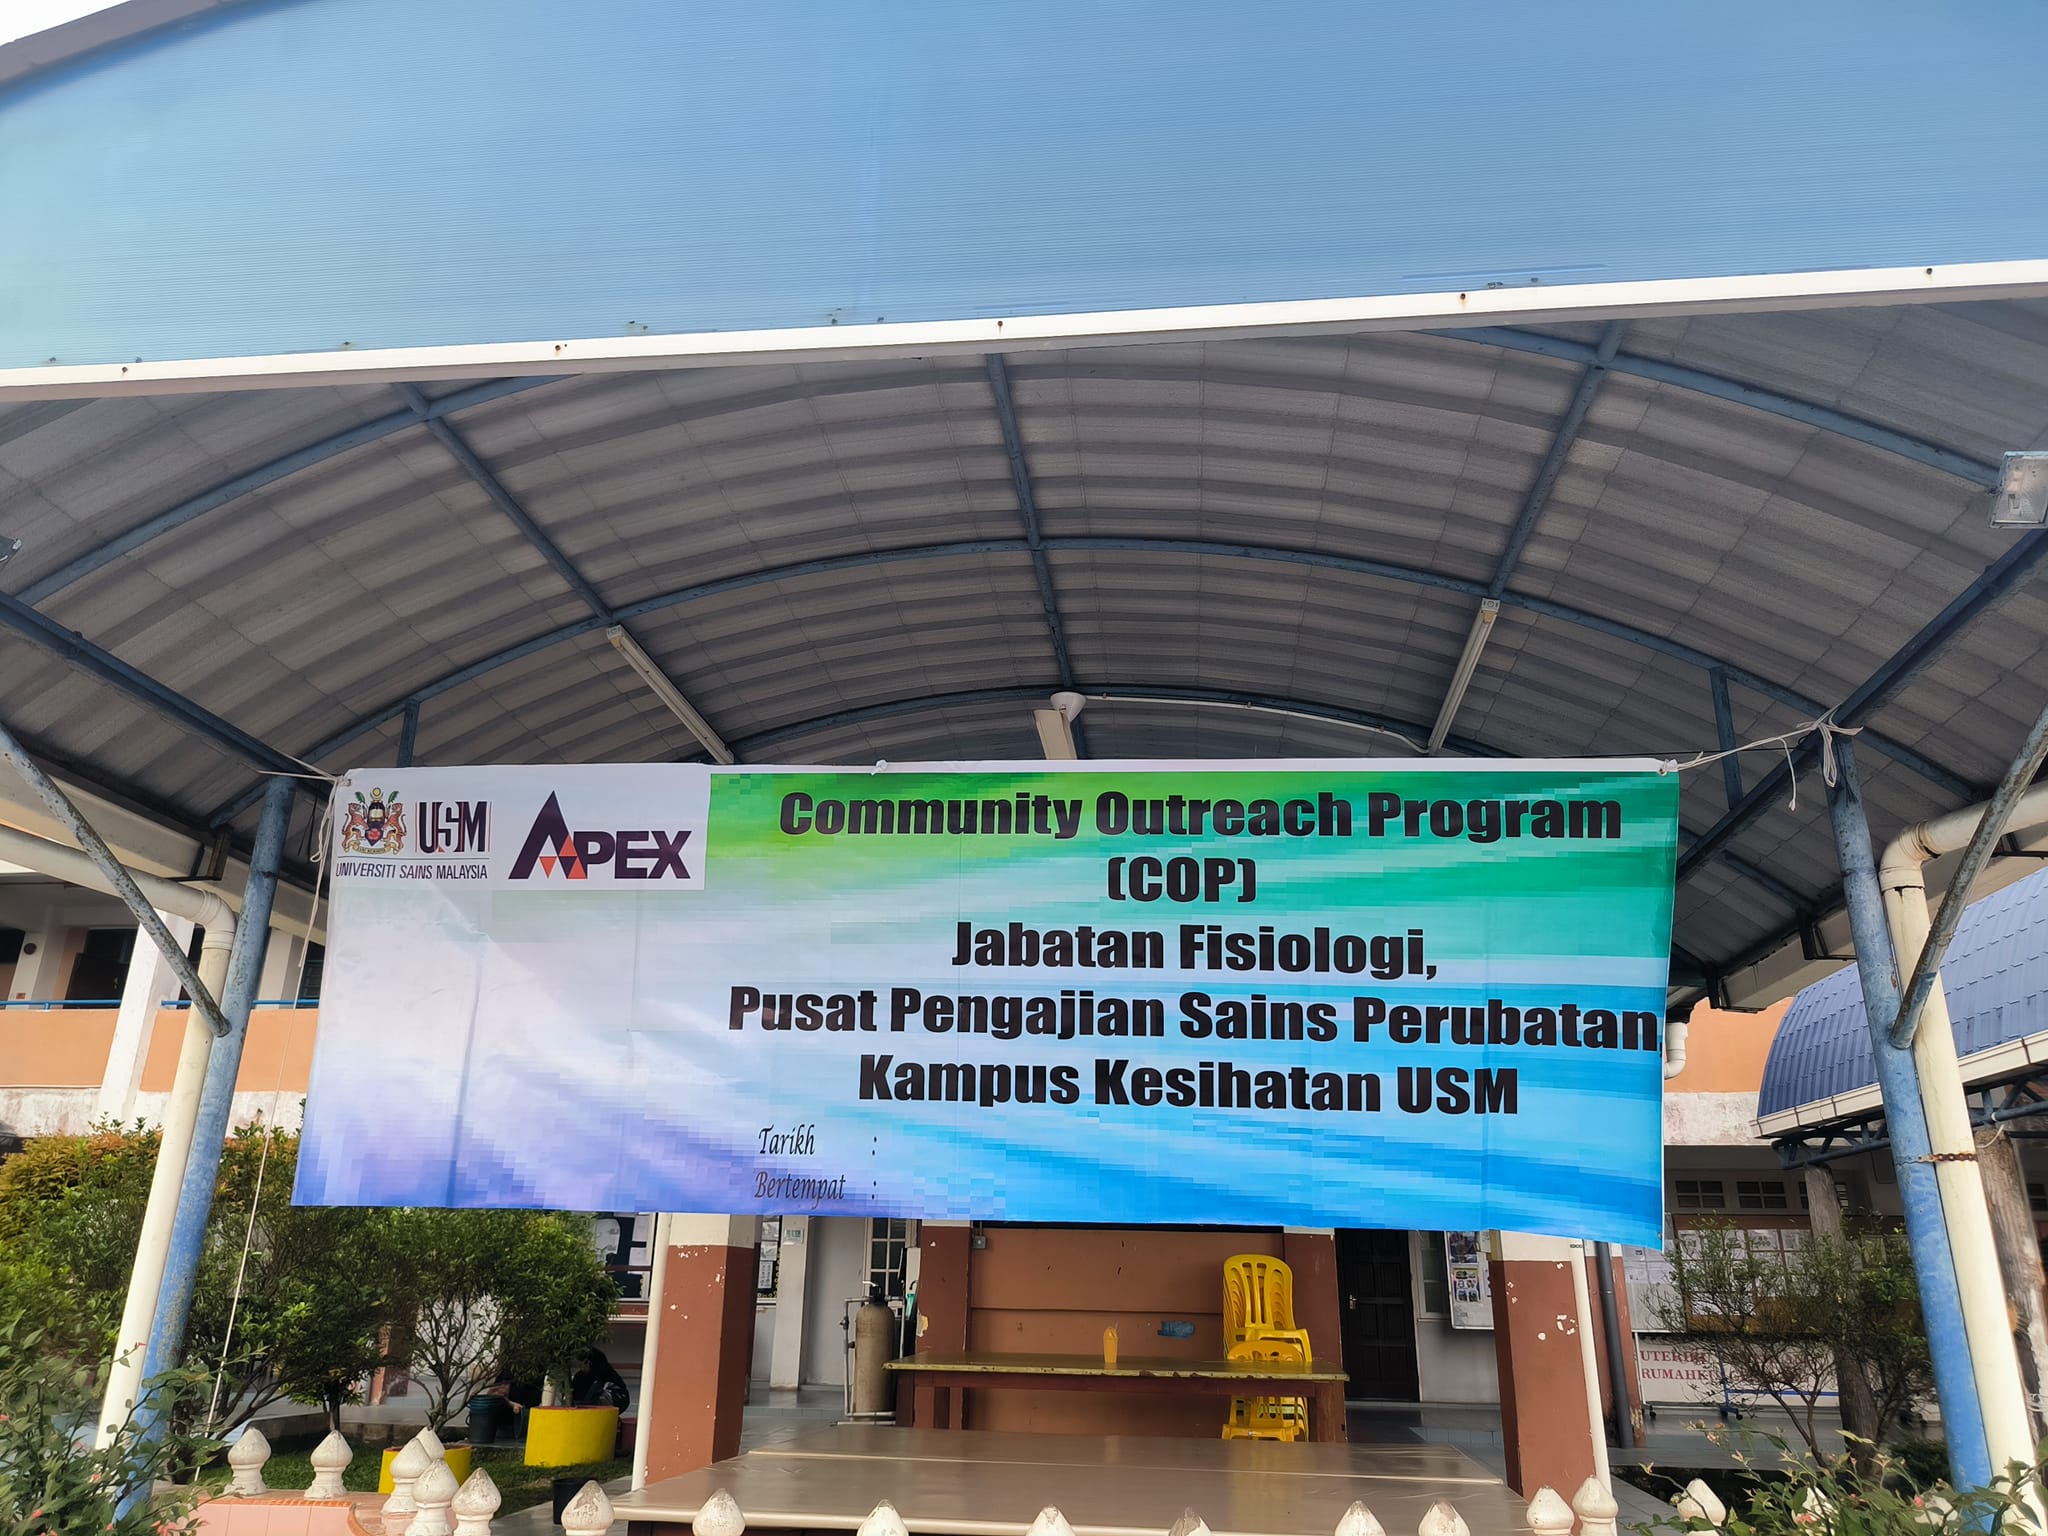 USM
UNIVERSITI SAINS MALAYSIA
APEX
Community Outreach Program
(COP)
Jabatan Fisiologi,
Pusat Pengajian Sains Perubatan,
Kampus Kesihatan USM
Tarikh :
Bertempat :
RUMAHKU